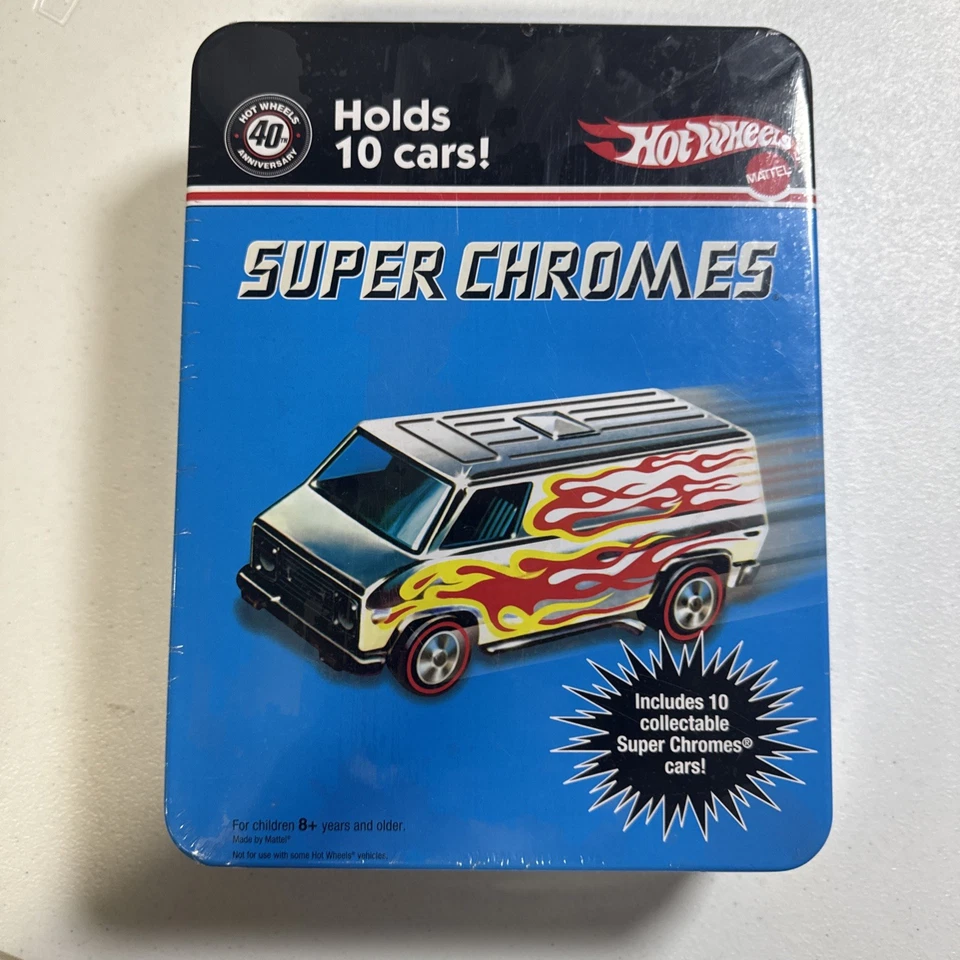 HOT WHEELS
40TH
ANNIVERSARY
Holds
10 cars!
Hot Wheels
MATTEL
SUPER CHROMES
Includes 10
collectable
Super Chromes®
cars!
For children 8+ years and older.
Made by Mattel®
Not for use with some Hot Wheels® vehicles.